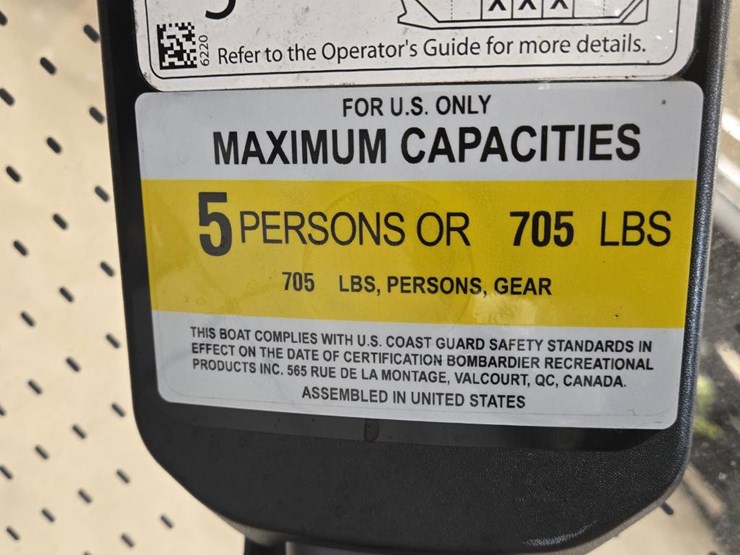 6220
Refer to the Operator's Guide for more details.
FOR U.S. ONLY
MAXIMUM CAPACITIES
5 PERSONS OR 705 LBS
705 LBS, PERSONS, GEAR
THIS BOAT COMPLIES WITH U.S. COAST GUARD SAFETY STANDARDS IN
EFFECT ON THE DATE OF CERTIFICATION BOMBARDIER RECREATIONAL
PRODUCTS INC. 565 RUE DE LA MONTAGE, VALCOURT, QC, CANADA.
ASSEMBLED IN UNITED STATES